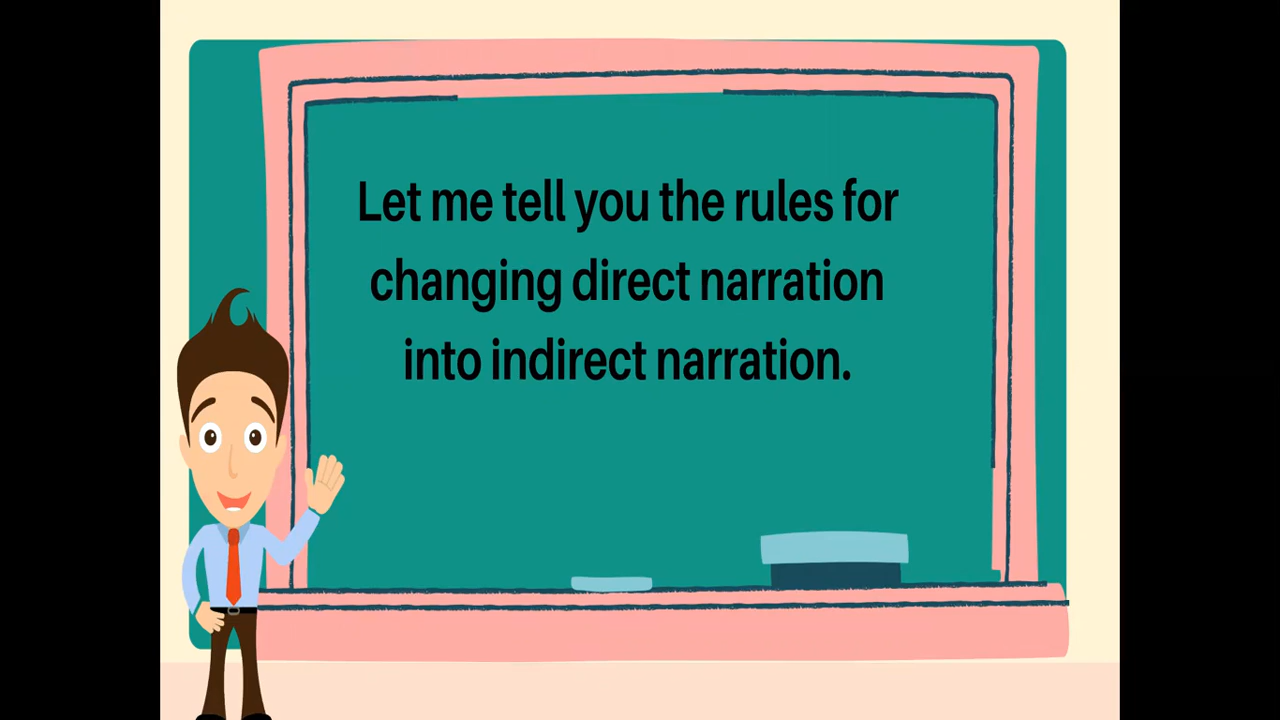 Let me tell you the rules for
changing direct narration
into indirect narration.